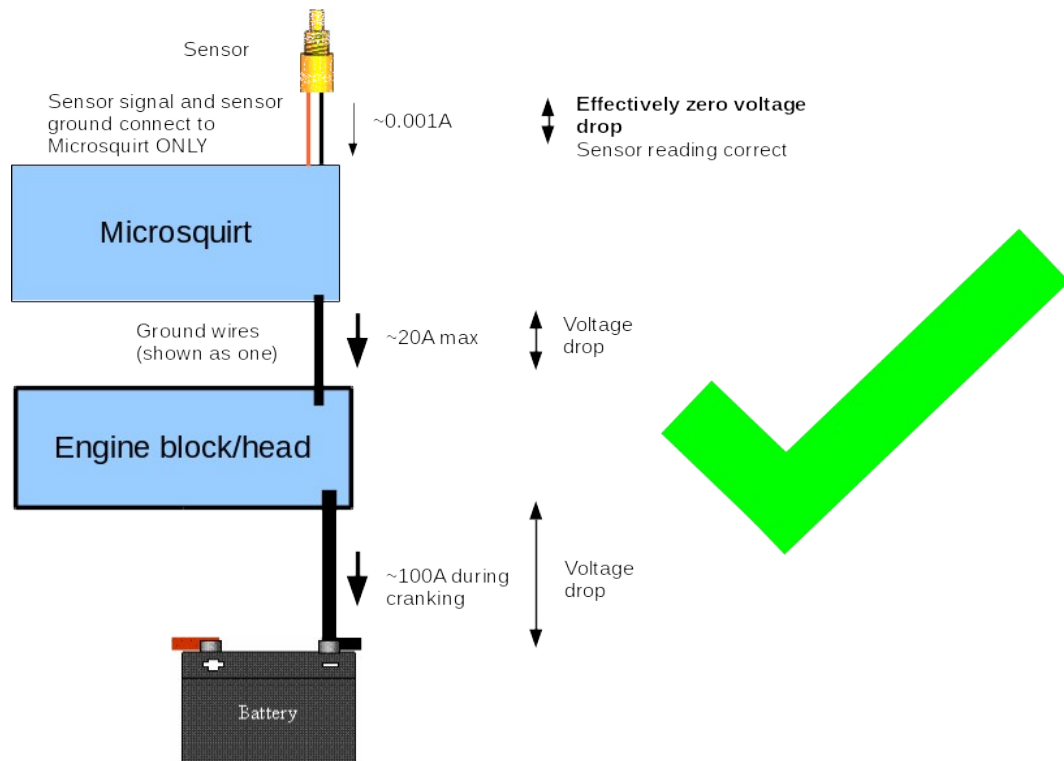 Sensor
Sensor signal and sensor
ground connect to
Microsquirt ONLY
~0.001A
Effectively zero voltage
drop
Sensor reading correct
Microsquirt
Ground wires
(shown as one)
~20A max
Voltage
drop
Engine block/head
~100A during
cranking
Voltage
drop
Battery